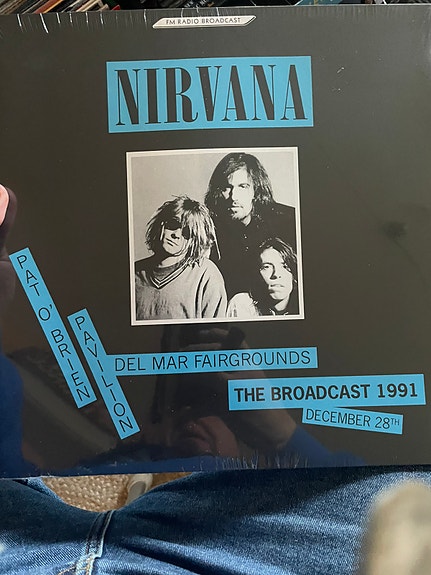 FM RADIO BROADCAST
NIRVANA
PAT O'BRIEN
PAVILION
DEL MAR FAIRGROUNDS
THE BROADCAST 1991
DECEMBER 28TH